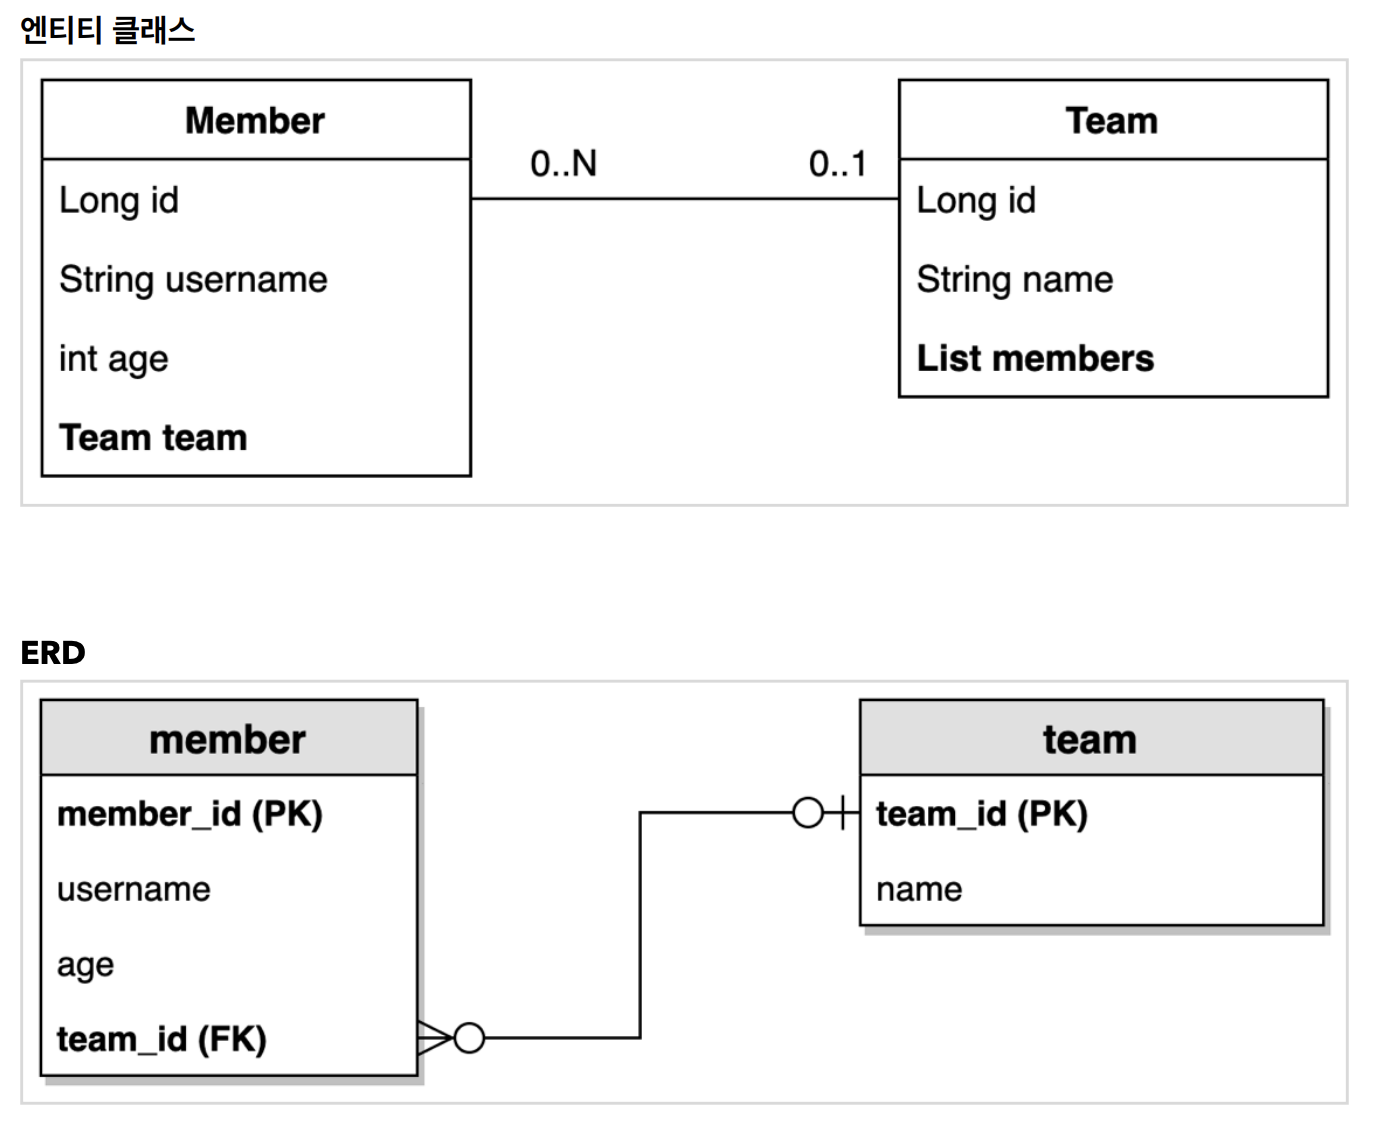 엔티티 클래스
Member
Long id
String username
int age
Team team
0..N
0..1
Team
Long id
String name
List members
ERD
member
member_id (PK)
username
age
team_id (FK)
team
team_id (PK)
name